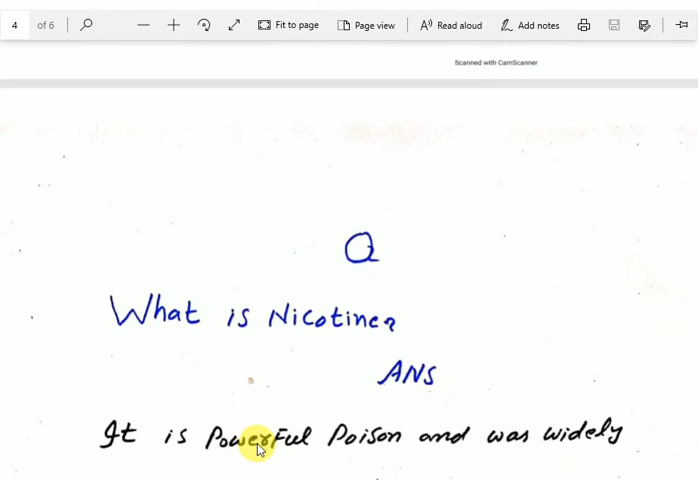 4 of 6 Fit to page Page view Read aloud Add notes
Scanned with CamScanner
Q
What is Nicotine?
ANS
It is Powerful Poison and was widely